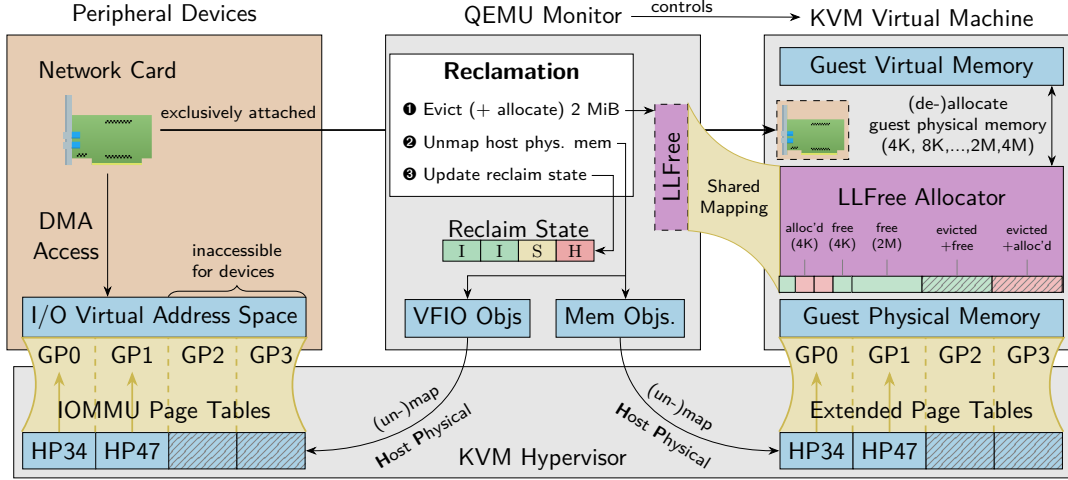 Peripheral Devices
QEMU Monitor
controls
KVM Virtual Machine
Network Card
exclusively attached
DMA
Access
inaccessible
for devices
I/O Virtual Address Space
GP0 GP1 GP2 GP3
IOMMU Page Tables
HP34 HP47
Reclamation
❶ Evict (+ allocate) 2 MiB
❷ Unmap host phys. mem
❸ Update reclaim state
LLFree
Shared
Mapping
Reclaim State
I I S H
VFIO Objs
Mem Objs.
(un-)map
Host Physical
(un-)map
Host Physical
KVM Hypervisor
Guest Virtual Memory
(de-)allocate
guest physical memory
(4K, 8K,...,2M,4M)
LLFree Allocator
alloc'd free free evicted evicted
(4K) (4K) (2M) +free +alloc'd
Guest Physical Memory
GP0 GP1 GP2 GP3
Extended Page Tables
HP34 HP47